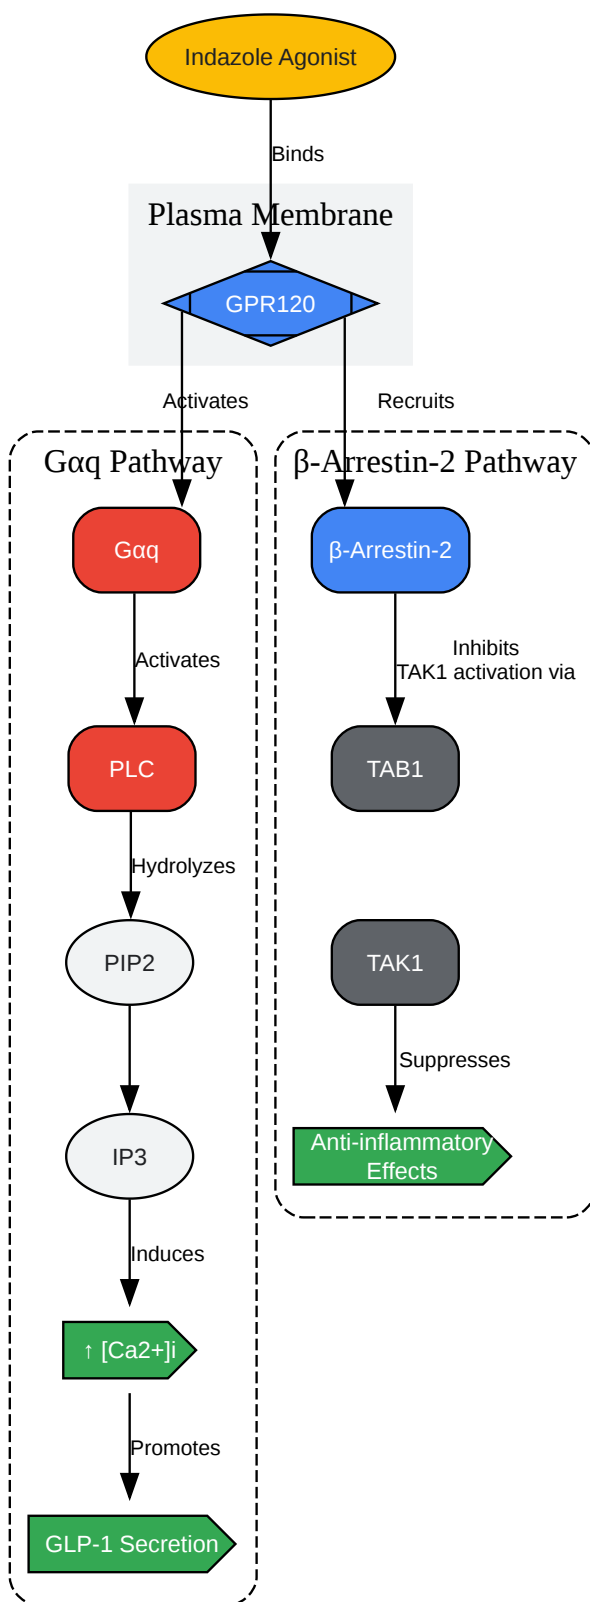 Indazole Agonist
Binds
Plasma Membrane
GPR120
Activates
Recruits
Gαq Pathway
β-Arrestin-2 Pathway
Gαq
β-Arrestin-2
Activates
Inhibits
TAK1 activation via
PLC
TAB1
Hydrolyzes
PIP2
TAK1
Suppresses
IP3
Anti-inflammatory
Effects
Induces
↑ [Ca2+]i
Promotes
GLP-1 Secretion